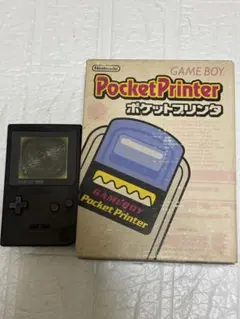 Nintendo
GAME BOY
PocketPrinter
ポケットプリンタ
GAMEBOY
Pocket Printer